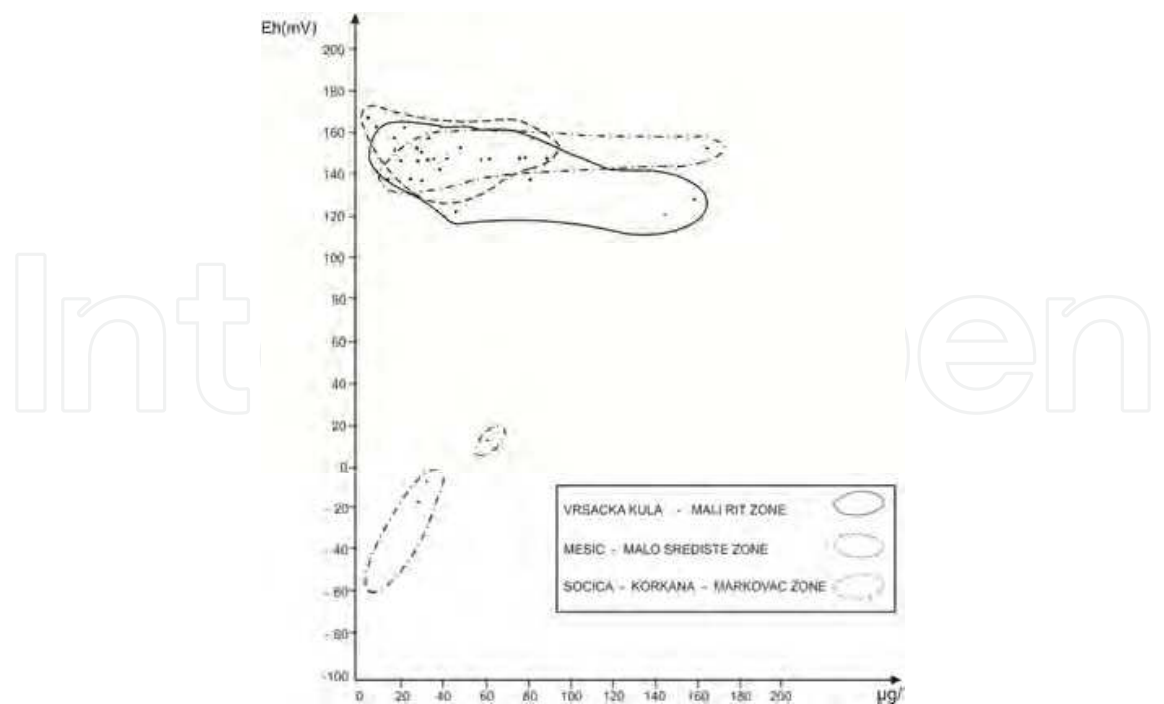 Eh(mV)
200
180
160
140
120
100
80
60
40
20
0
-20
-40
-60
-80
-100
0 20 40 60 80 100 120 140 160 180 200
µg/
VRSACKA KULA - MALI RIT ZONE
MESIC - MALO SREDISTE ZONE
SOCICA - KORKANA - MARKOVAC ZONE